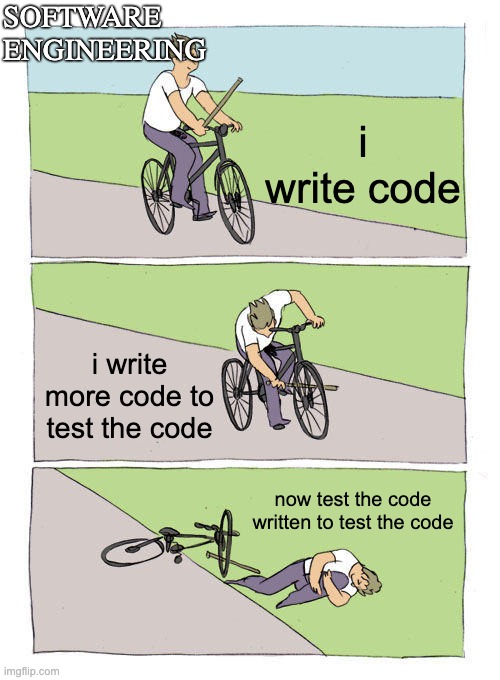 SOFTWARE
ENGINEERING
i
write code
i write
more code to
test the code
now test the code
written to test the code
imgflip.com